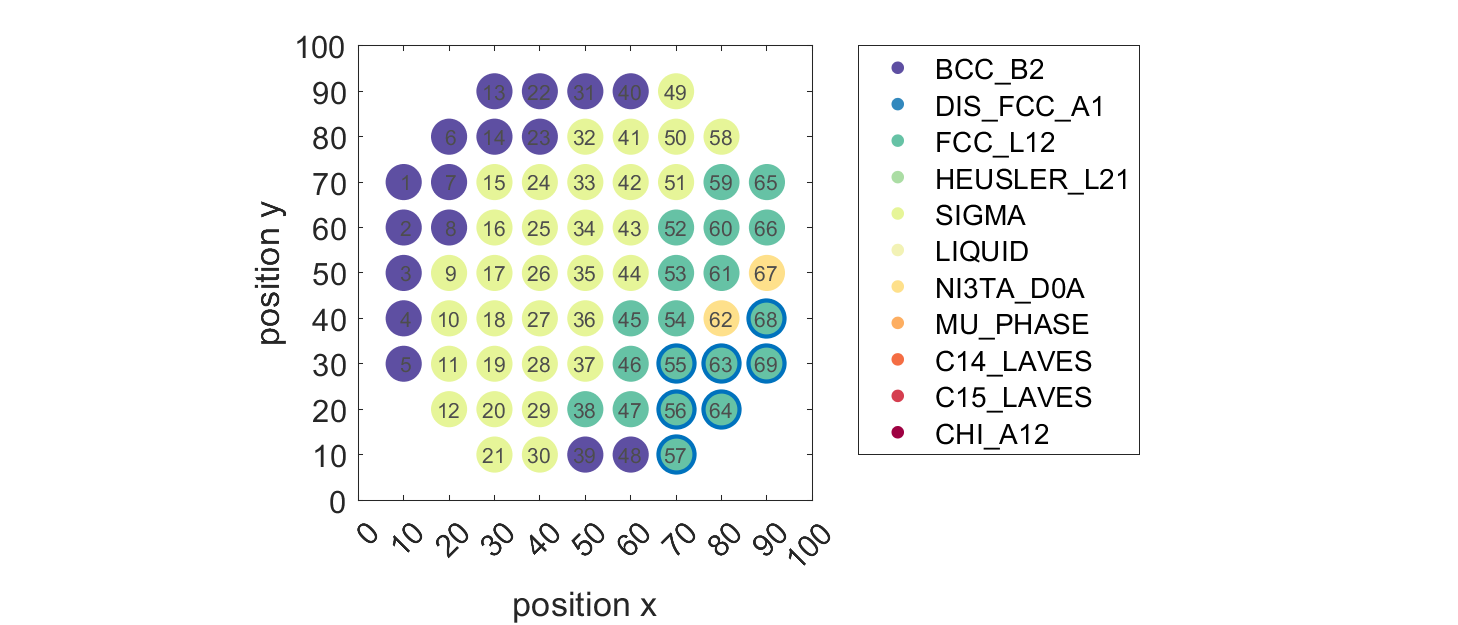 100
90
80
70
60
50
40
30
20
10
0
position y
13 22 31 40 49
6 14 23 32 41 50 58
1 7 15 24 33 42 51 59 65
2 8 16 25 34 43 52 60 66
3 9 17 26 35 44 53 61 67
4 10 18 27 36 45 54 62 68
5 11 19 28 37 46 55 63 69
12 20 29 38 47 56 64
21 30 39 48 57
0 10 20 30 40 50 60 70 80 90 100
position x
BCC_B2
DIS_FCC_A1
FCC_L12
HEUSLER_L21
SIGMA
LIQUID
NI3TA_D0A
MU_PHASE
C14_LAVES
C15_LAVES
CHI_A12